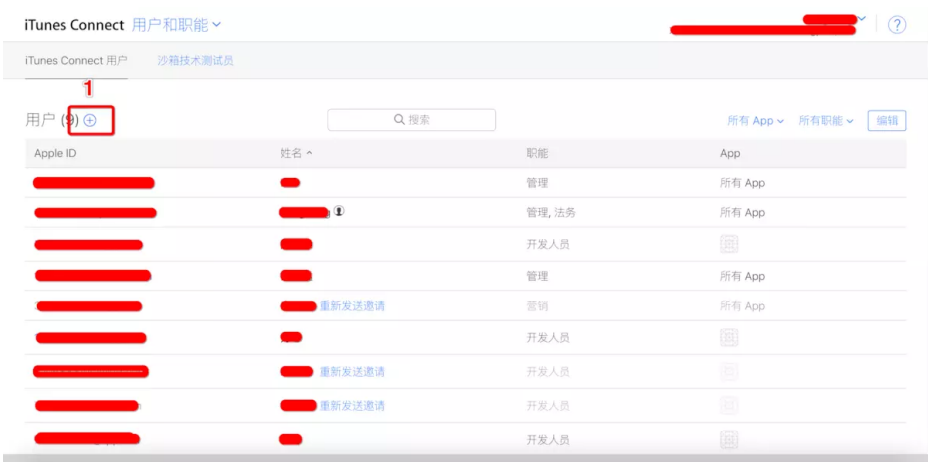 iTunes Connect 用户和职能
?
iTunes Connect 用户 沙箱技术测试员
1
用户 (9) 搜索 所有 App 所有职能 编辑
Apple ID 姓名 职能 App
管理 所有 App
管理, 法务 所有 App
开发人员
管理 所有 App
重新发送邀请 营销 所有 App
开发人员
重新发送邀请 开发人员
重新发送邀请 开发人员
开发人员